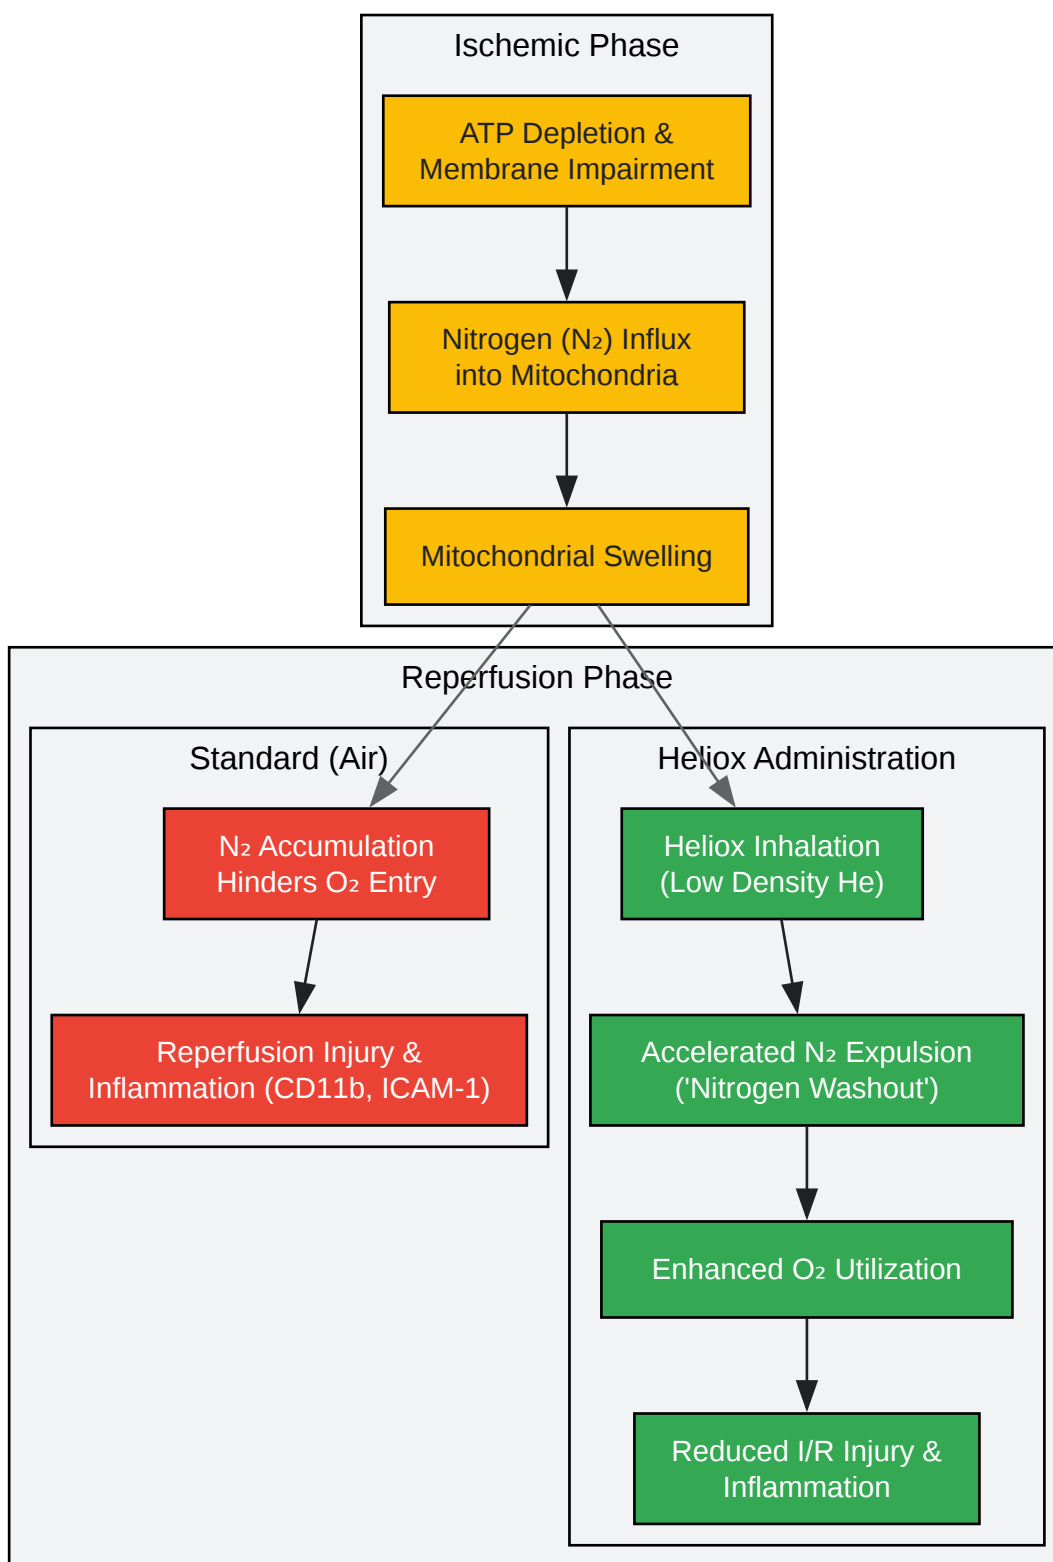 Ischemic Phase
ATP Depletion &
Membrane Impairment
Nitrogen (N₂) Influx
into Mitochondria
Mitochondrial Swelling
Reperfusion Phase
Standard (Air)
N₂ Accumulation
Hinders O₂ Entry
Reperfusion Injury &
Inflammation (CD11b, ICAM-1)
Heliox Administration
Heliox Inhalation
(Low Density He)
Accelerated N₂ Expulsion
('Nitrogen Washout')
Enhanced O₂ Utilization
Reduced I/R Injury &
Inflammation